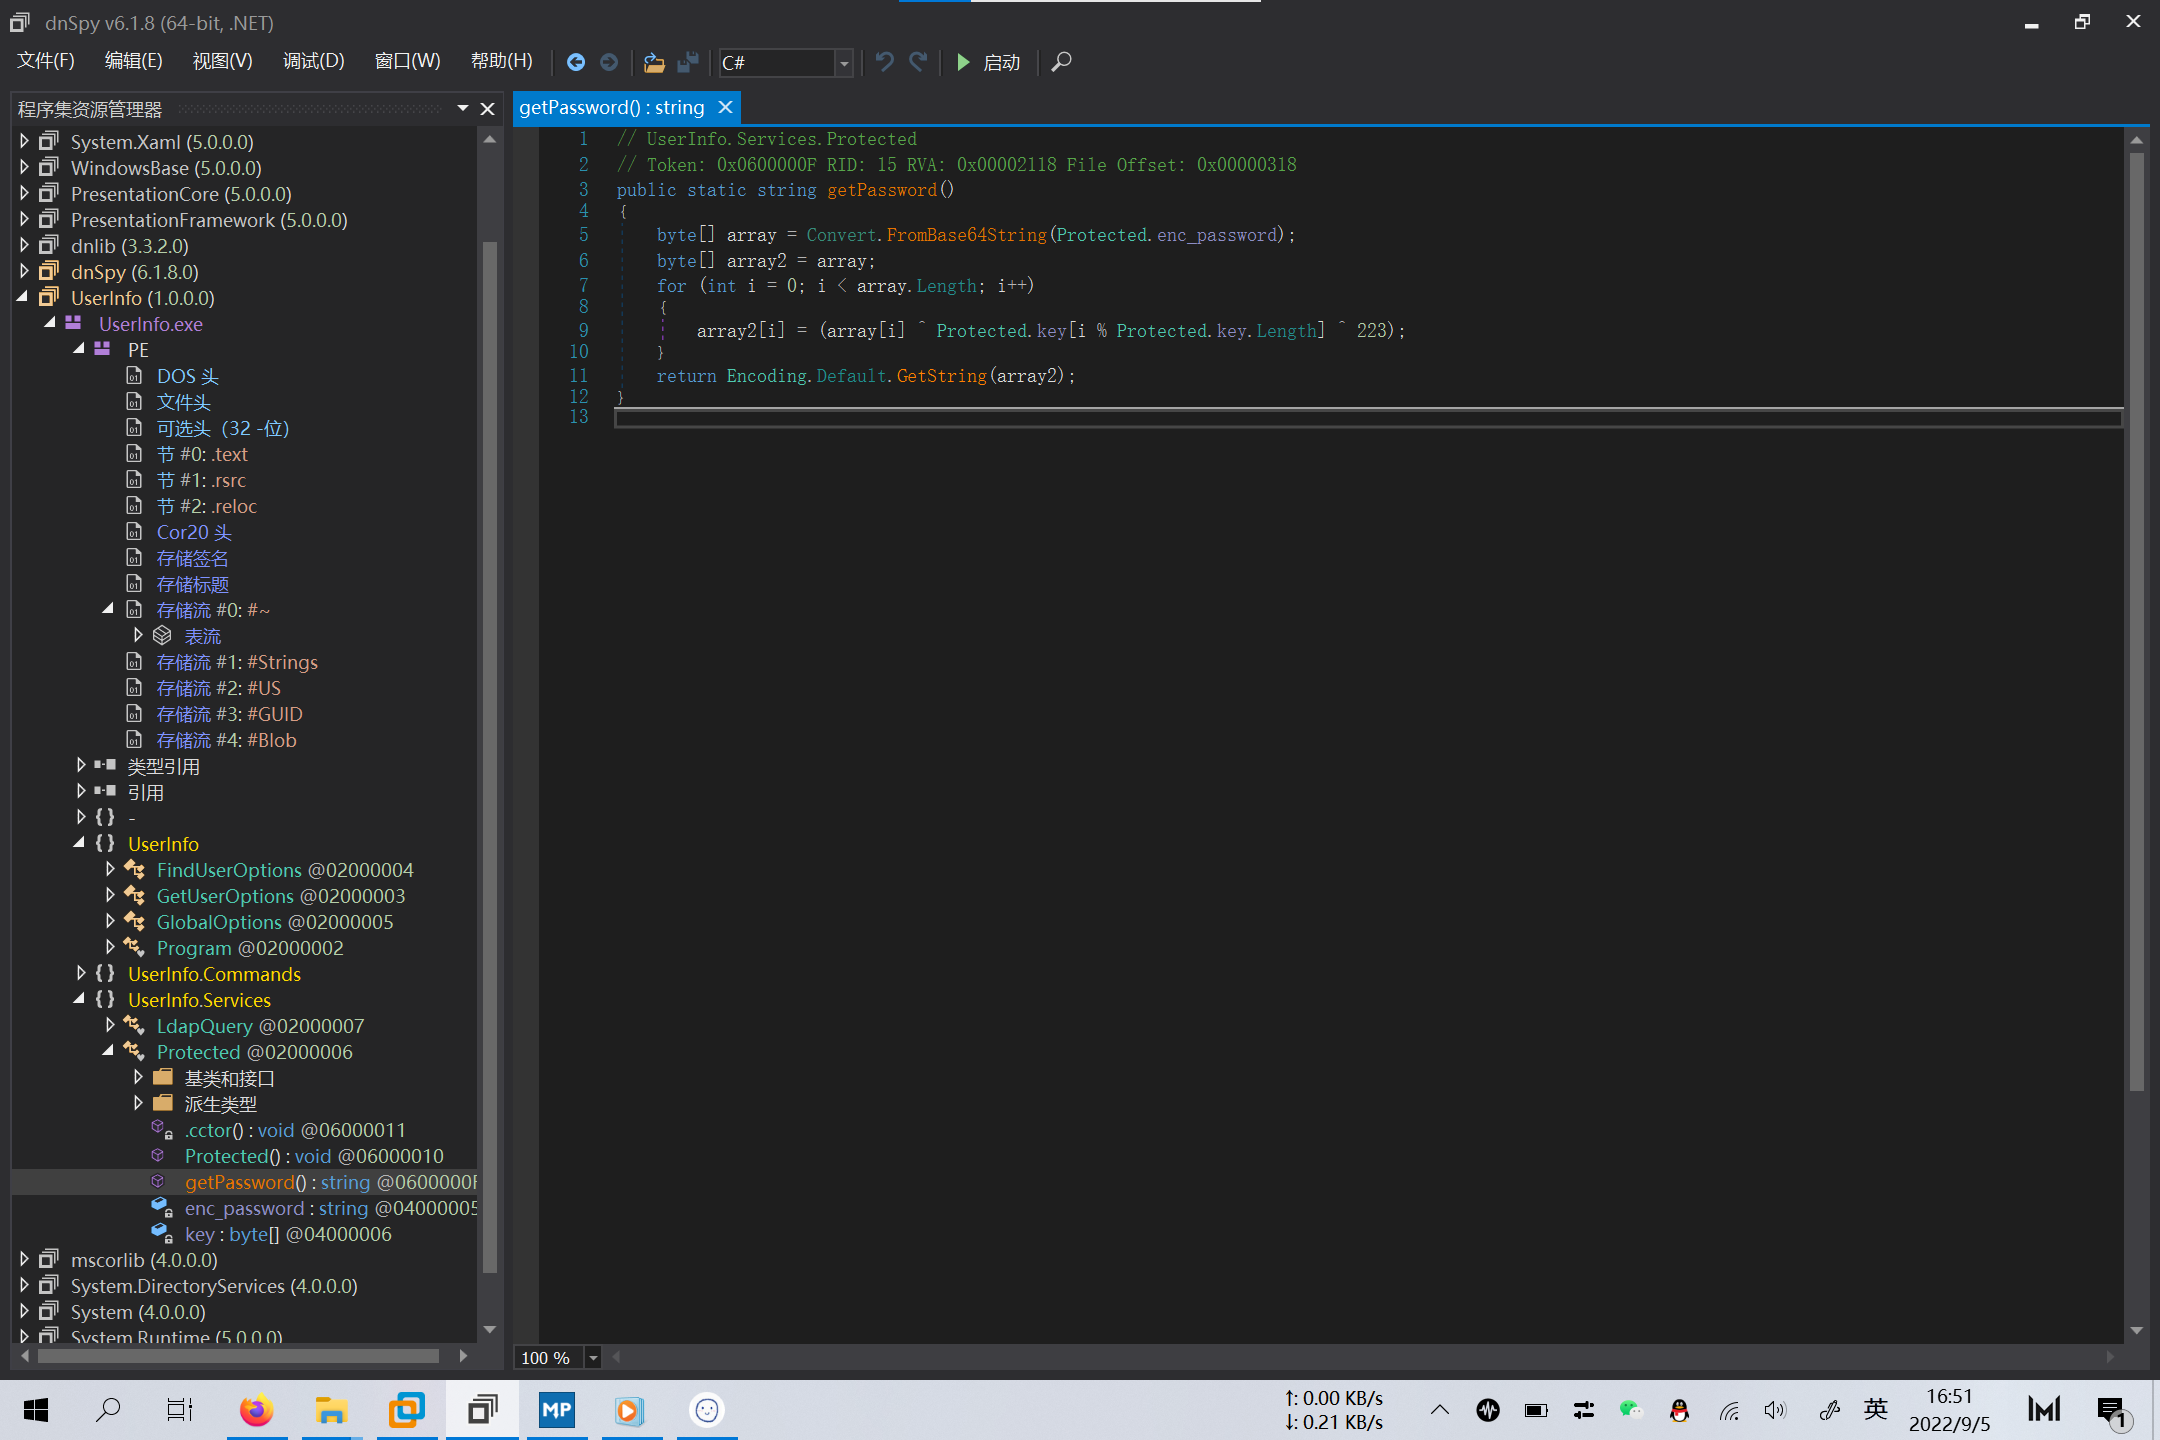 dnSpy v6.1.8 (64-bit, .NET)
文件(F) 编辑(E) 视图(V) 调试(D) 窗口(W) 帮助(H) C# 启动
程序集资源管理器
System.Xaml (5.0.0.0)
WindowsBase (5.0.0.0)
PresentationCore (5.0.0.0)
PresentationFramework (5.0.0.0)
dnlib (3.3.2.0)
dnSpy (6.1.8.0)
UserInfo (1.0.0.0)
UserInfo.exe
PE
DOS 头
文件头
可选头（32 -位）
节 #0: .text
节 #1: .rsrc
节 #2: .reloc
Cor20 头
存储签名
存储标题
存储流 #0: #~
表流
存储流 #1: #Strings
存储流 #2: #US
存储流 #3: #GUID
存储流 #4: #Blob
类型引用
引用
{ } -
{ } UserInfo
FindUserOptions @02000004
GetUserOptions @02000003
GlobalOptions @02000005
Program @02000002
{ } UserInfo.Commands
{ } UserInfo.Services
LdapQuery @02000007
Protected @02000006
基类和接口
派生类型
.cctor() : void @06000011
Protected() : void @06000010
getPassword() : string @0600000F
enc_password : string @04000005
key : byte[] @04000006
mscorlib (4.0.0.0)
System.DirectoryServices (4.0.0.0)
System (4.0.0.0)
System.Runtime (5.0.0.0)
getPassword() : string
1 // UserInfo.Services.Protected
2 // Token: 0x0600000F RID: 15 RVA: 0x00002118 File Offset: 0x00000318
3 public static string getPassword()
4 {
5 byte[] array = Convert.FromBase64String(Protected.enc_password);
6 byte[] array2 = array;
7 for (int i = 0; i < array.Length; i++)
8 {
9 array2[i] = (array[i] ^ Protected.key[i % Protected.key.Length] ^ 223);
10 }
11 return Encoding.Default.GetString(array2);
12 }
13
100 %
MP
↑: 0.00 KB/s
↓: 0.21 KB/s
英
16:51
2022/9/5
1